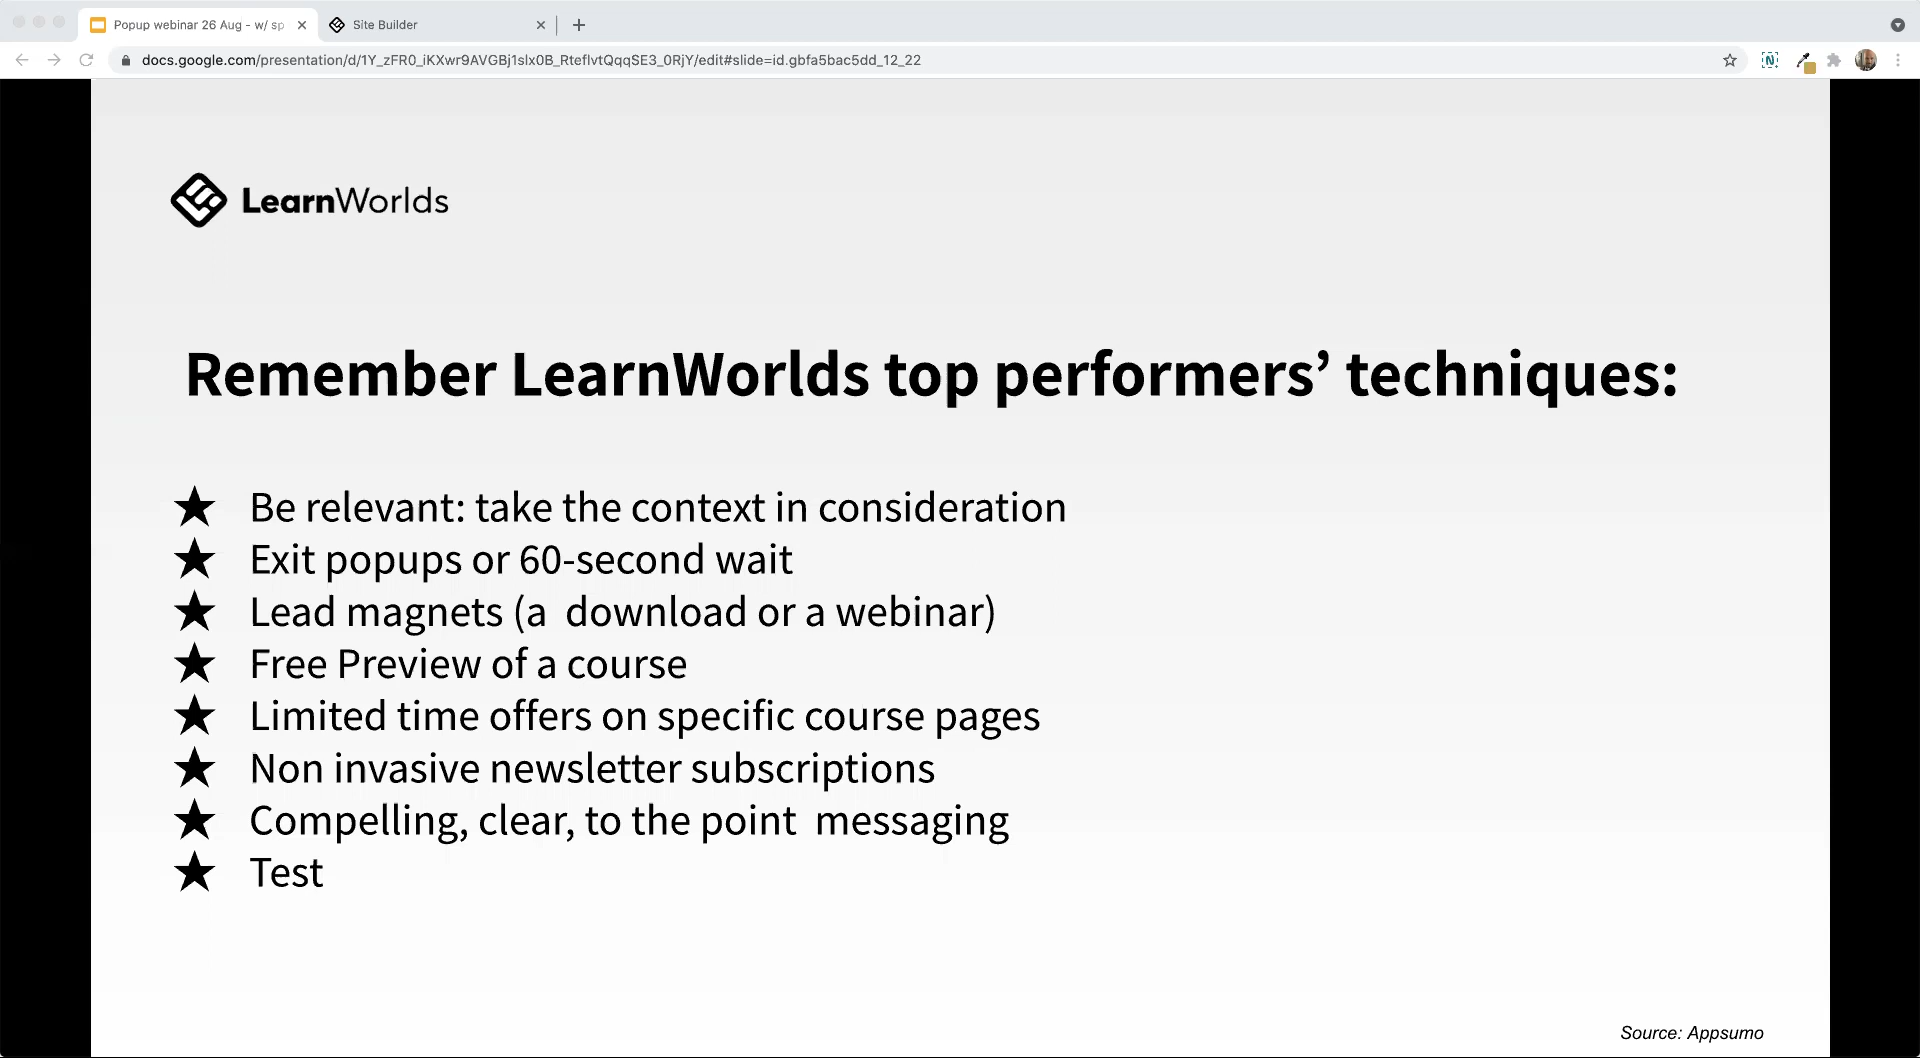 Popup webinar 26 Aug - w/ sp
Site Builder
docs.google.com/presentation/d/1Y_zFR0_iKXwr9AVGBj1slx0B_RteflvtQqqSE3_0RjY/edit#slide=id.gbfa5bac5dd_12_22
LearnWorlds
Remember LearnWorlds top performers’ techniques:
★ Be relevant: take the context in consideration
★ Exit popups or 60-second wait
★ Lead magnets (a  download or a webinar)
★ Free Preview of a course
★ Limited time offers on specific course pages
★ Non invasive newsletter subscriptions
★ Compelling, clear, to the point  messaging
★ Test
Source: Appsumo